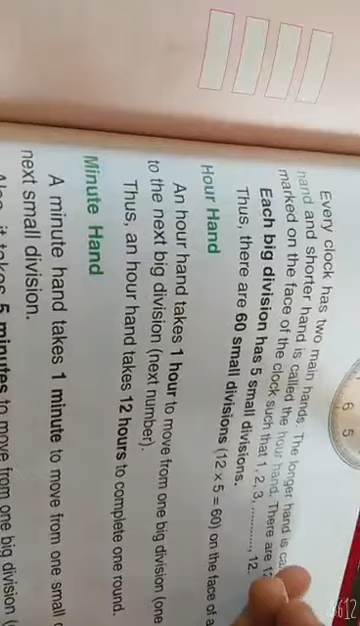 Every clock has two main hands. The longer hand is
hand and shorter hand is called the hour hand. There are 12
marked on the face of the clock such that 1, 2, 3, .........., 12.
Each big division has 5 small divisions.
Thus, there are 60 small divisions (12 × 5 = 60) on the face of a
Hour Hand
An hour hand takes 1 hour to move from one big division (one
to the next big division (next number).
Thus, an hour hand takes 12 hours to complete one round.
Minute Hand
A minute hand takes 1 minute to move from one small
next small division.
it takes 5 minutes to move from one big division
6 5